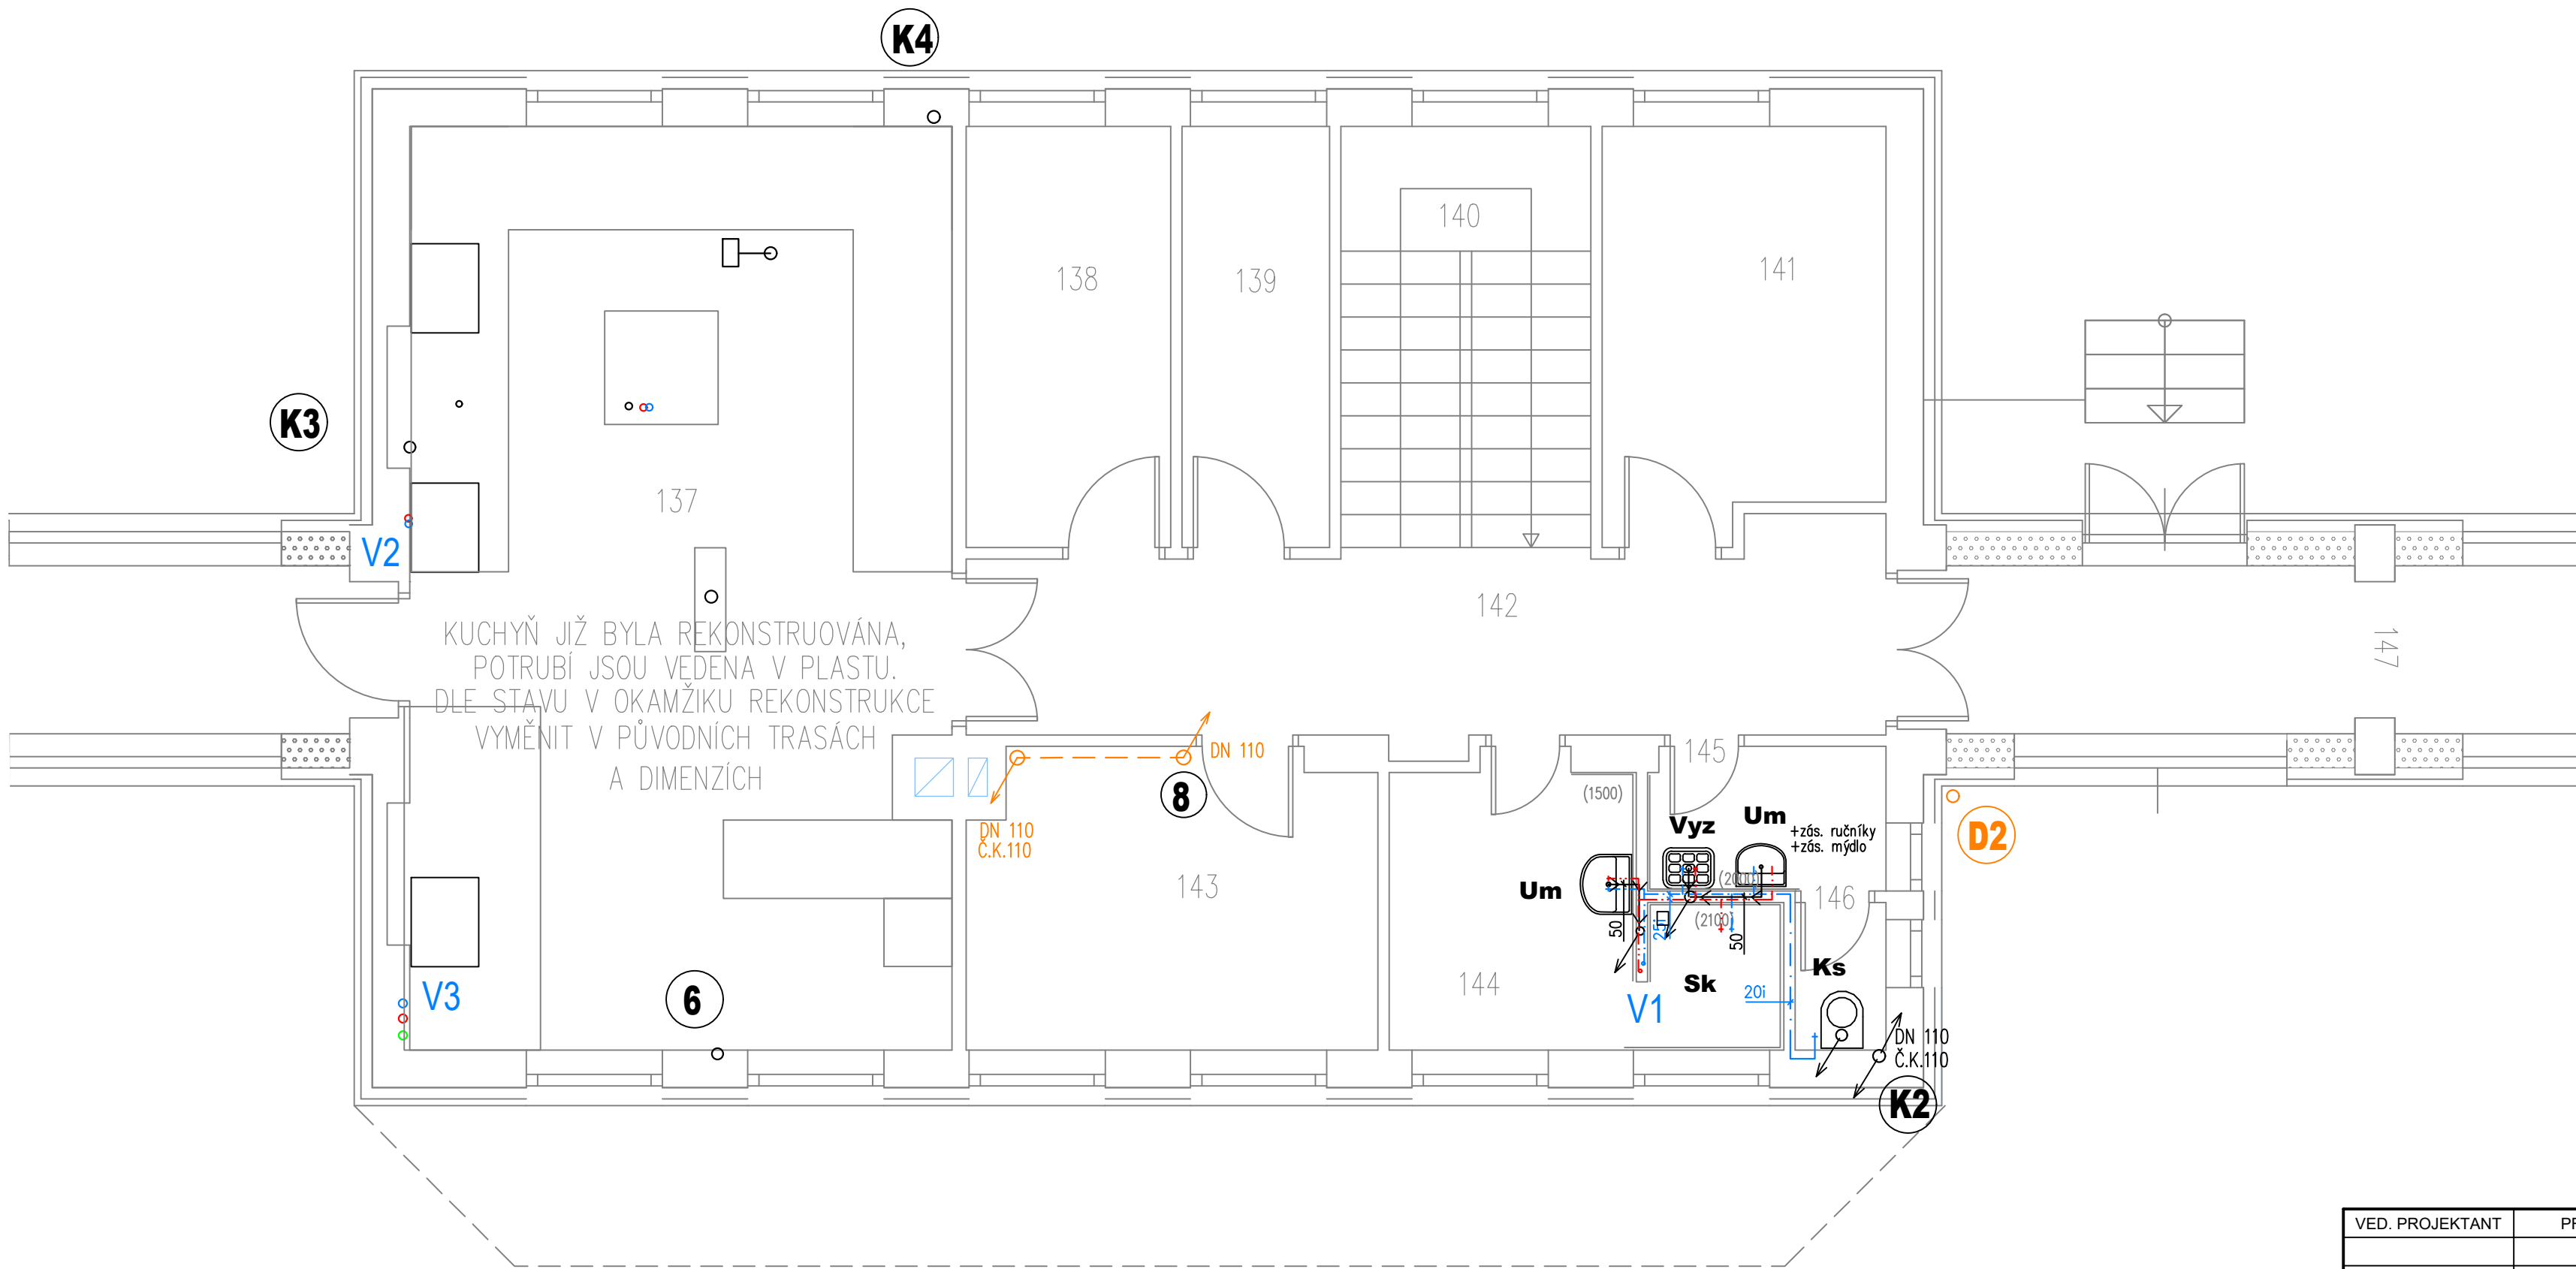 K4
140
138
139
141
K3
137
V2
142
147
KUCHYŇ JIŽ BYLA REKONSTRUOVÁNA,
POTRUBÍ JSOU VEDENA V PLASTU.
DLE STAVU V OKAMŽIKU REKONSTRUKCE
VYMĚNIT V PŮVODNÍCH TRASÁCH
A DIMENZÍCH
DN 110
145
8
(1500)
DN 110
Č.K.110
Vyz
Um
+zás. ručníky
+zás. mýdlo
D2
143
Um
(2000)
146
(2100)
50
25i
50
144
Sk
Ks
V3
6
V1
20i
DN 110
Č.K.110
K2
VED. PROJEKTANT